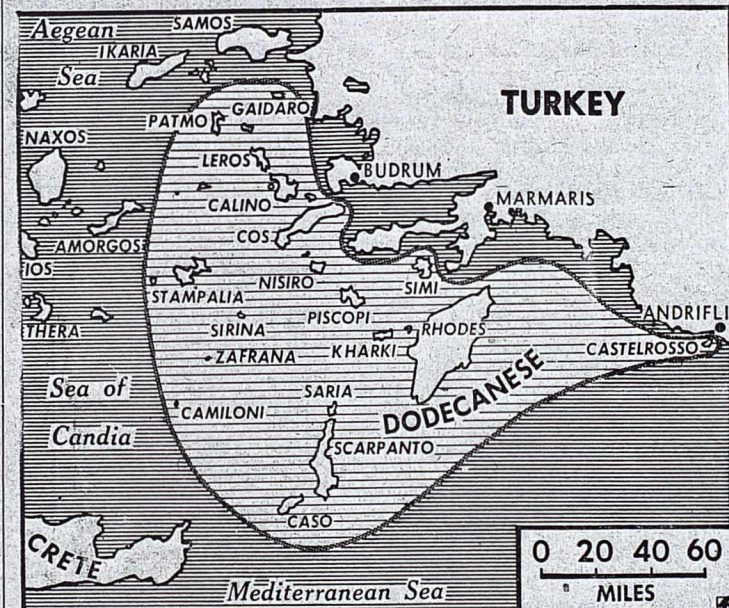 Aegean
Sea
SAMOS
IKARIA
TURKEY
GAIDARO
PATMO
NAXOS
LEROS
BUDRUM
CALINO
MARMARIS
AMORGOS
COS
IOS
STAMPALIA
NISIRO
SIMI
PISCOPI
ANDRIFLI
THERA
SIRINA
RHODES
ZAFRANA
KHARKI
CASTELROSSO
Sea of
Candia
SARIA
DODECANESE
CAMILONI
SCARPANTO
CASO
CRETE
Mediterranean Sea
0 20 40 60
MILES